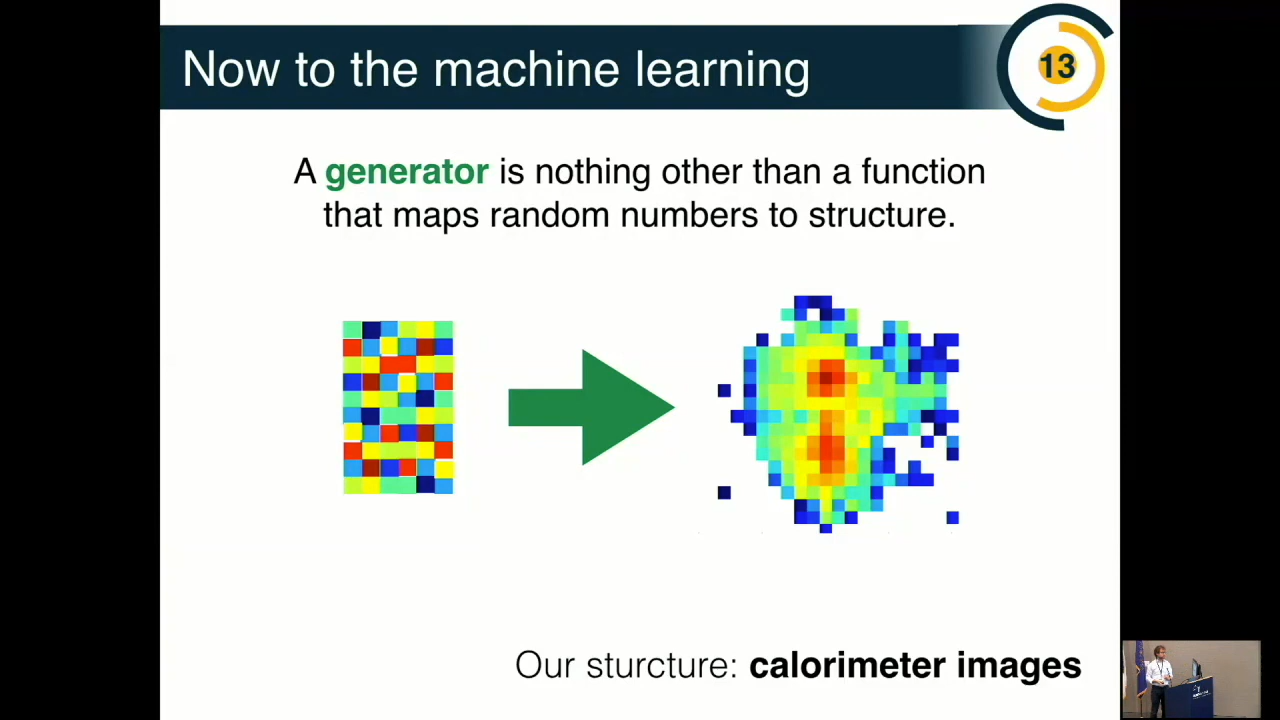 Now to the machine learning
13
A generator is nothing other than a function
that maps random numbers to structure.
Our sturcture: calorimeter images